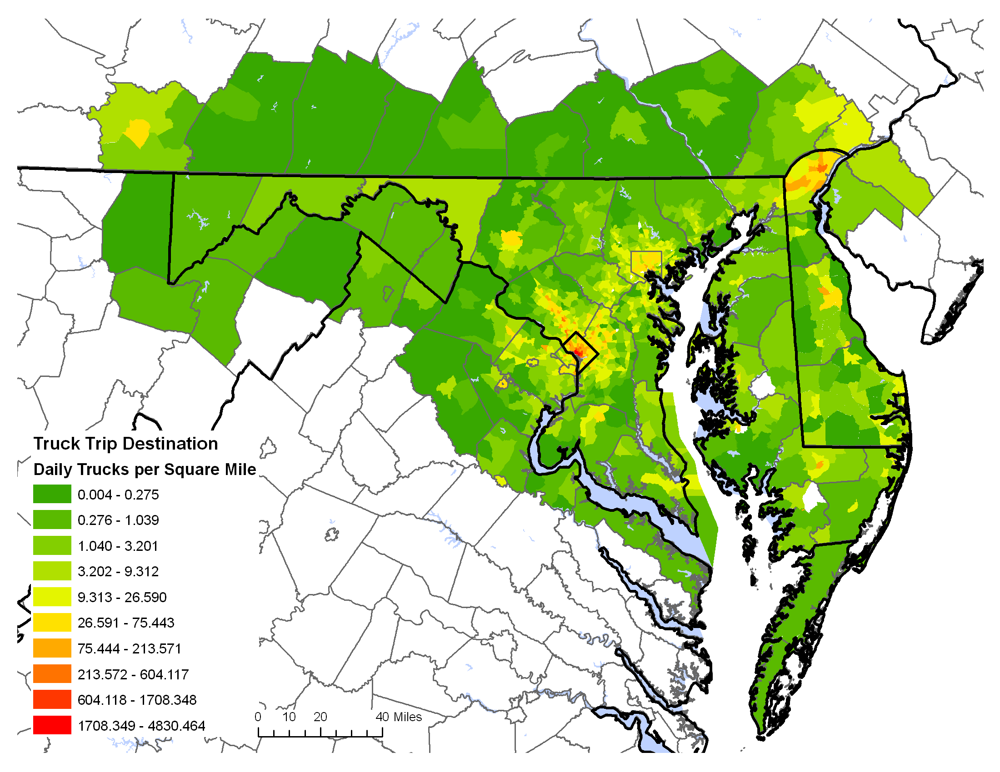 Truck Trip Destination
Daily Trucks per Square Mile
0.004 - 0.275
0.276 - 1.039
1.040 - 3.201
3.202 - 9.312
9.313 - 26.590
26.591 - 75.443
75.444 - 213.571
213.572 - 604.117
604.118 - 1708.348
1708.349 - 4830.464
0 10 20 40 Miles